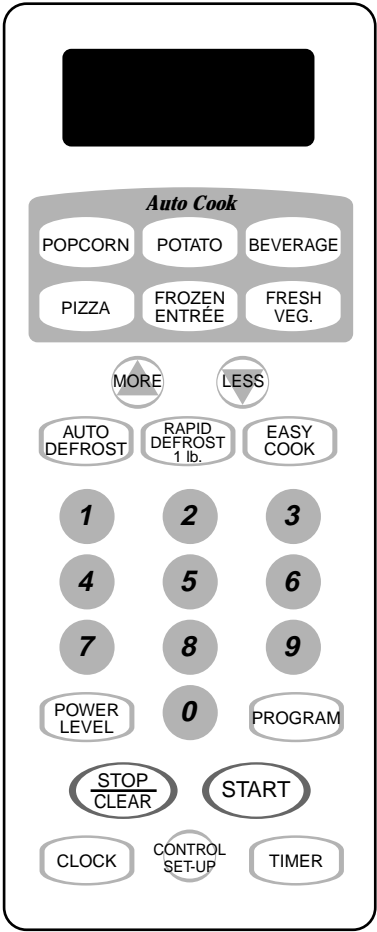 Auto Cook
POPCORN POTATO BEVERAGE
PIZZA
FROZEN
ENTRÉE
FRESH
VEG.
MORE LESS
AUTO
DEFROST
RAPID
DEFROST
1 lb.
EASY
COOK
1 2 3
4 5 6
7 8 9
POWER
LEVEL
0
PROGRAM
STOP
CLEAR
START
CLOCK
CONTROL
SET-UP
TIMER